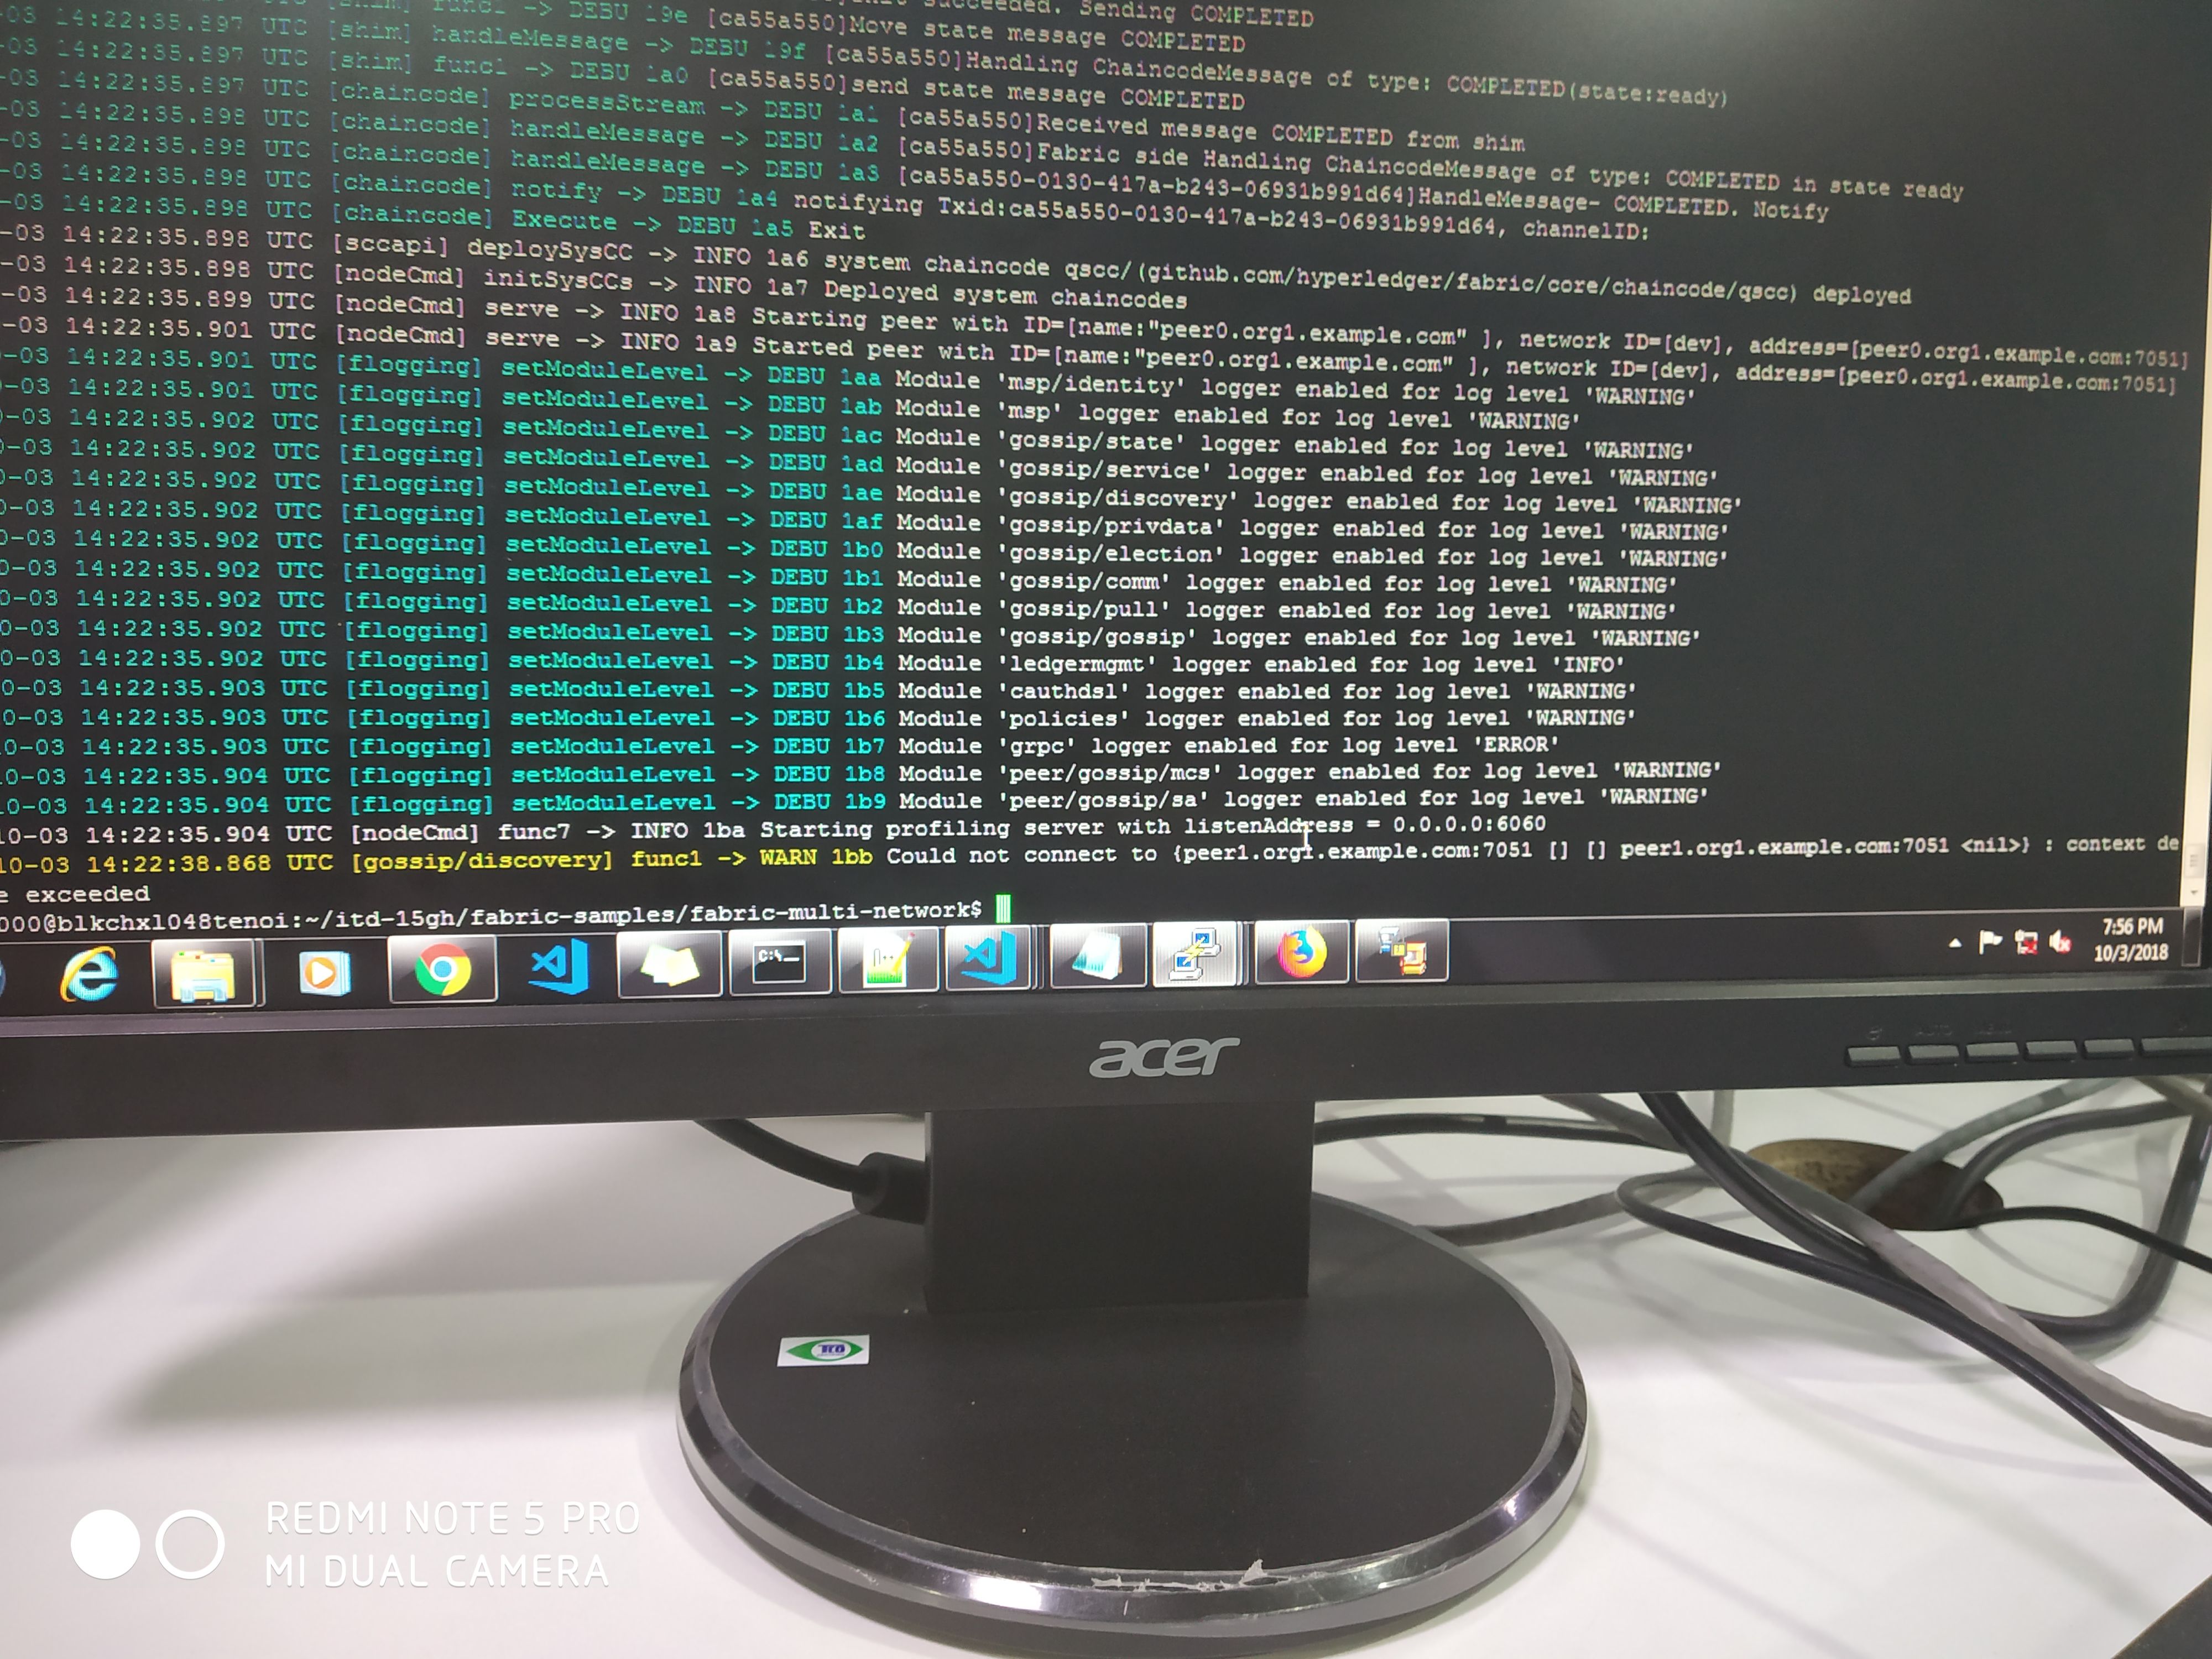 succeeded. Sending COMPLETED
[shim] func1 -> DEBU 19e [ca55a550]Move state message COMPLETED
-03 14:22:35.897 UTC [shim] handleMessage -> DEBU 19f [ca55a550]Handling ChaincodeMessage of type: COMPLETED(state:ready)
-03 14:22:35.897 UTC [shim] func1 -> DEBU 1a0 [ca55a550]send state message COMPLETED
-03 14:22:35.897 UTC [chaincode] processStream -> DEBU 1a1 [ca55a550]Received message COMPLETED from shim
-03 14:22:35.898 UTC [chaincode] handleMessage -> DEBU 1a2 [ca55a550]Fabric side Handling ChaincodeMessage of type: COMPLETED in state ready
-03 14:22:35.898 UTC [chaincode] handleMessage -> DEBU 1a3 [ca55a550-0130-417a-b243-06931b991d64]HandleMessage- COMPLETED. Notify
-03 14:22:35.898 UTC [chaincode] notify -> DEBU 1a4 notifying Txid:ca55a550-0130-417a-b243-06931b991d64, channelID:
-03 14:22:35.898 UTC [chaincode] Execute -> DEBU 1a5 Exit
-03 14:22:35.898 UTC [sccapi] deploySysCC -> INFO 1a6 system chaincode qscc/(github.com/hyperledger/fabric/core/chaincode/qscc) deployed
-03 14:22:35.898 UTC [nodeCmd] initSysCCs -> INFO 1a7 Deployed system chaincodes
-03 14:22:35.899 UTC [nodeCmd] serve -> INFO 1a8 Starting peer with ID=[name:"peer0.org1.example.com" ], network ID=[dev], address=[peer0.org1.example.com:7051]
-03 14:22:35.901 UTC [nodeCmd] serve -> INFO 1a9 Started peer with ID=[name:"peer0.org1.example.com" ], network ID=[dev], address=[peer0.org1.example.com:7051]
-03 14:22:35.901 UTC [flogging] setModuleLevel -> DEBU 1aa Module 'msp/identity' logger enabled for log level 'WARNING'
-03 14:22:35.901 UTC [flogging] setModuleLevel -> DEBU 1ab Module 'msp' logger enabled for log level 'WARNING'
0-03 14:22:35.902 UTC [flogging] setModuleLevel -> DEBU 1ac Module 'gossip/state' logger enabled for log level 'WARNING'
0-03 14:22:35.902 UTC [flogging] setModuleLevel -> DEBU 1ad Module 'gossip/service' logger enabled for log level 'WARNING'
0-03 14:22:35.902 UTC [flogging] setModuleLevel -> DEBU 1ae Module 'gossip/discovery' logger enabled for log level 'WARNING'
0-03 14:22:35.902 UTC [flogging] setModuleLevel -> DEBU 1af Module 'gossip/privdata' logger enabled for log level 'WARNING'
0-03 14:22:35.902 UTC [flogging] setModuleLevel -> DEBU 1b0 Module 'gossip/election' logger enabled for log level 'WARNING'
0-03 14:22:35.902 UTC [flogging] setModuleLevel -> DEBU 1b1 Module 'gossip/comm' logger enabled for log level 'WARNING'
0-03 14:22:35.902 UTC [flogging] setModuleLevel -> DEBU 1b2 Module 'gossip/pull' logger enabled for log level 'WARNING'
0-03 14:22:35.902 UTC [flogging] setModuleLevel -> DEBU 1b3 Module 'gossip/gossip' logger enabled for log level 'WARNING'
0-03 14:22:35.902 UTC [flogging] setModuleLevel -> DEBU 1b4 Module 'ledgermgmt' logger enabled for log level 'INFO'
0-03 14:22:35.903 UTC [flogging] setModuleLevel -> DEBU 1b5 Module 'cauthdsl' logger enabled for log level 'WARNING'
0-03 14:22:35.903 UTC [flogging] setModuleLevel -> DEBU 1b6 Module 'policies' logger enabled for log level 'WARNING'
10-03 14:22:35.903 UTC [flogging] setModuleLevel -> DEBU 1b7 Module 'grpc' logger enabled for log level 'ERROR'
10-03 14:22:35.904 UTC [flogging] setModuleLevel -> DEBU 1b8 Module 'peer/gossip/mcs' logger enabled for log level 'WARNING'
10-03 14:22:35.904 UTC [flogging] setModuleLevel -> DEBU 1b9 Module 'peer/gossip/sa' logger enabled for log level 'WARNING'
10-03 14:22:35.904 UTC [nodeCmd] func7 -> INFO 1ba Starting profiling server with listenAddress = 0.0.0.0:6060
10-03 14:22:38.868 UTC [gossip/discovery] func1 -> WARN 1bb Could not connect to {peer1.org1.example.com:7051 [] [] peer1.org1.example.com:7051 <nil>} : context de
e exceeded
000@blkchxl048tenoi:~/itd-15gh/fabric-samples/fabric-multi-network$
C:\
7:56 PM
10/3/2018
acer
TCO
REDMI NOTE 5 PRO
MI DUAL CAMERA